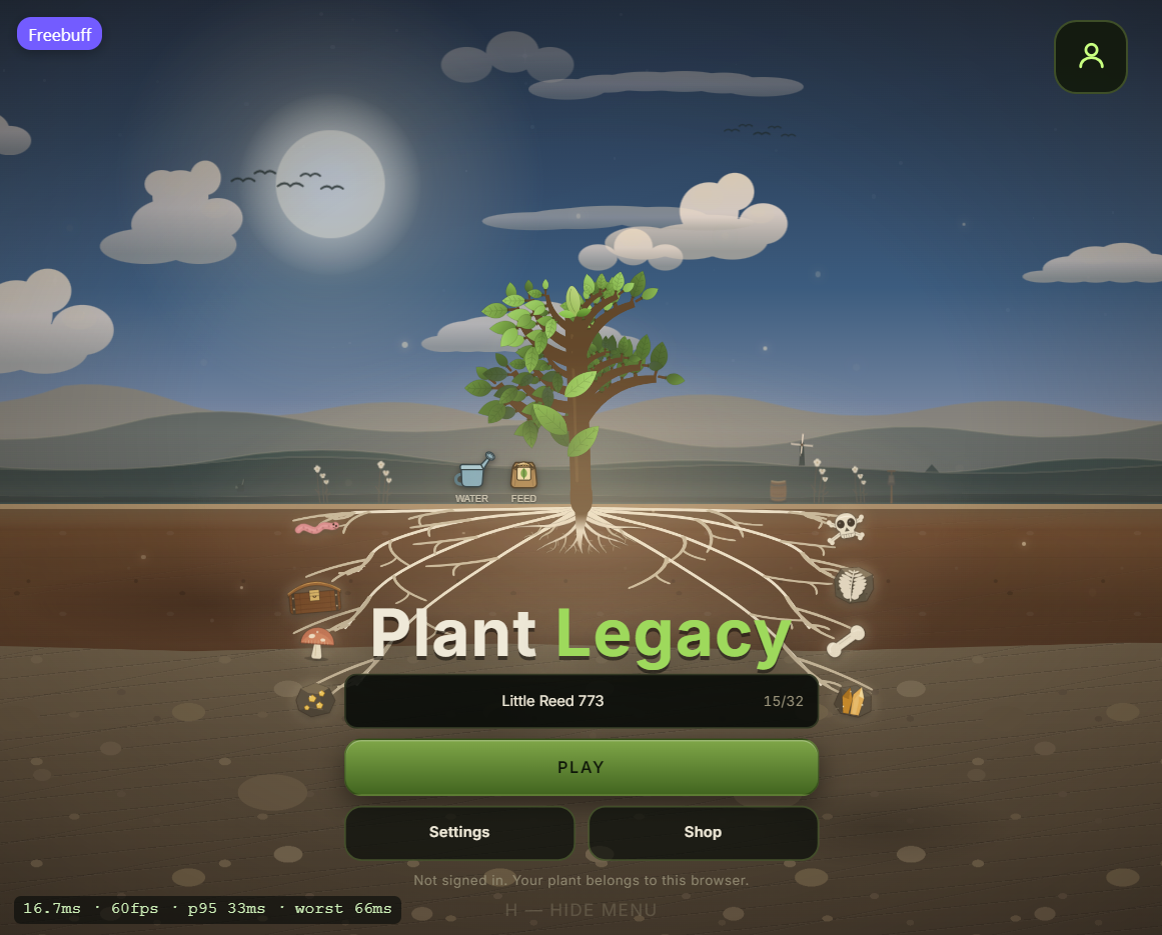 Freebuff
WATER FEED
Plant Legacy
Little Reed 773 15/32
PLAY
Settings Shop
Not signed in. Your plant belongs to this browser.
16.7ms · 60fps · p95 33ms · worst 66ms
H — HIDE MENU